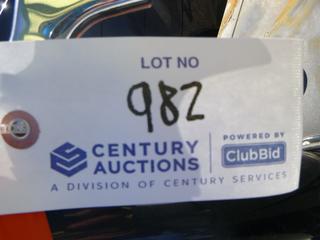 LOT NO
982
CENTURY AUCTIONS
POWERED BY
ClubBid
A DIVISION OF CENTURY SERVICES